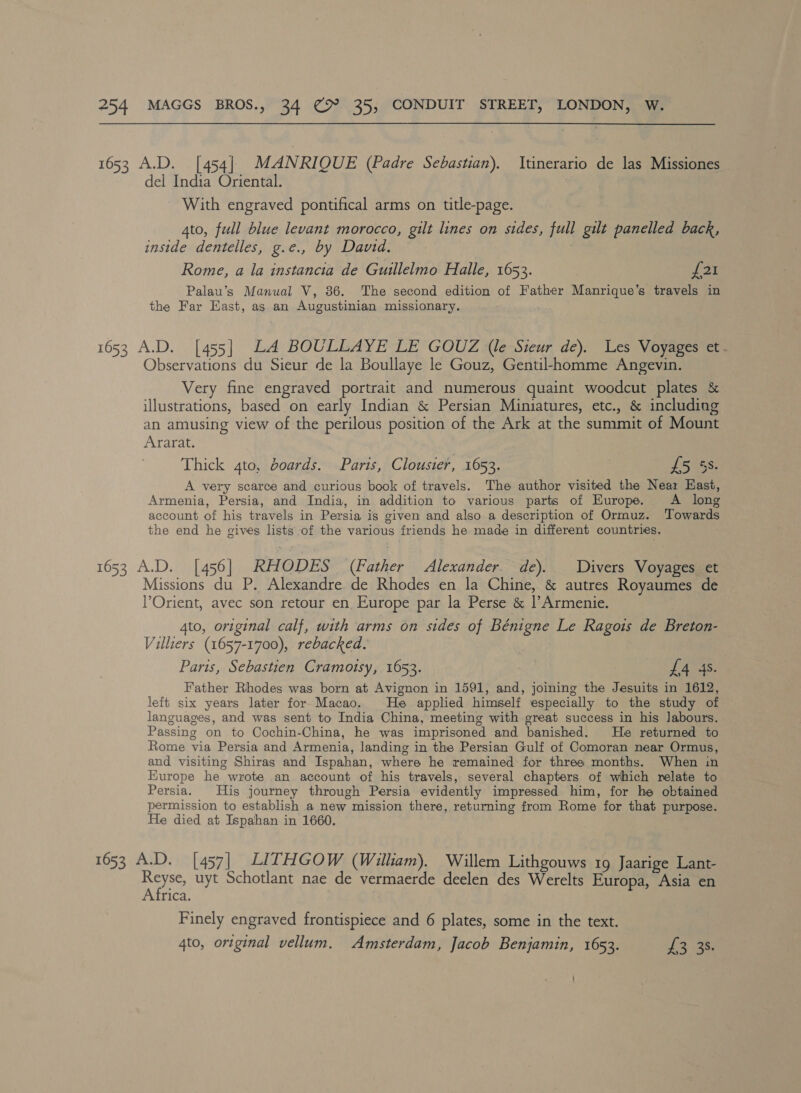 254 MAGGS BROS., 34 & 35, CONDUIT STREET, LONDON, W.
1653 A.D. [454] MANRIQUE (Padre Sebastian). Itinerario de las Missiones
del India Oriental.
With engraved pontifical arms on title-page.
4to, full blue levant morocco, gilt lines on sides, full gilt panelled back,
inside dentelles, g.e., by David.
Rome, a la instancia de Guillelmo Halle, 1653. £21
Palau's Manual V, 36. The second edition of Father Manrique's travels in
the Far East, as an Augustinian missionary.
1653 A.D. [455] LA BOULLAYE LE GOUZ (le Sieur de). Les Voyages et
Observations du Sieur de la Boullaye le Gouz, Gentil-homme Angevin.
Very fine engraved portrait and numerous quaint woodcut plates &
illustrations, based on early Indian & Persian Miniatures, etc., & including
an amusing view of the perilous position of the Ark at the summit of Mount
Ararat.
Thick 4to, boards. Paris, Clousier, 1653. £5 5s.
A very scarce and curious book of travels. The author visited the Near East,
Armenia, Persia, and India, in addition to various parts of Europe. A long
account of his travels in Persia is given and also a description of Ormuz. Towards
the end he gives lists of the various friends he made in different countries.
1653 A.D. [456] RHODES (Father Alexander de). Divers Voyages et
Missions du P. Alexandre de Rhodes en la Chine, & autres Royaumes de
l'Orient, avec son retour en Europe par la Perse & l'Armenie.
4to, original calf, with arms on sides of Bénigne Le Ragois de Breton-
Villiers (1657-1700), rebacked.
Paris, Sebastien Cramoisy, 1653. £4 4s.
Father Rhodes was born at Avignon in 1591, and, joining the Jesuits in 1612,
left six years later for Macao. He applied himself especially to the study of
languages, and was sent to India China, meeting with great success in his labours.
Passing on to Cochin-China, he was imprisoned and banished. He returned to
Rome via Persia and Armenia, landing in the Persian Gulf of Comoran near Ormus,
and visiting Shiras and Ispahan, where he remained for three months. When in
Europe he wrote an account of his travels, several chapters of which relate to
Persia. His journey through Persia evidently impressed him, for he obtained
permission to establish a new mission there, returning from Rome for that purpose.
He died at Ispahan in 1660.
1653 A.D. [457] LITHGOW (William). Willem Lithgouws 19 Jaarige Lant-
Reyse, uyt Schotlant nae de vermaerde deelen des Werelts Europa, Asia en
Africa.
Finely engraved frontispiece and 6 plates, some in the text.
4to, original vellum. Amsterdam, Jacob Benjamin, 1653. £3 3s.